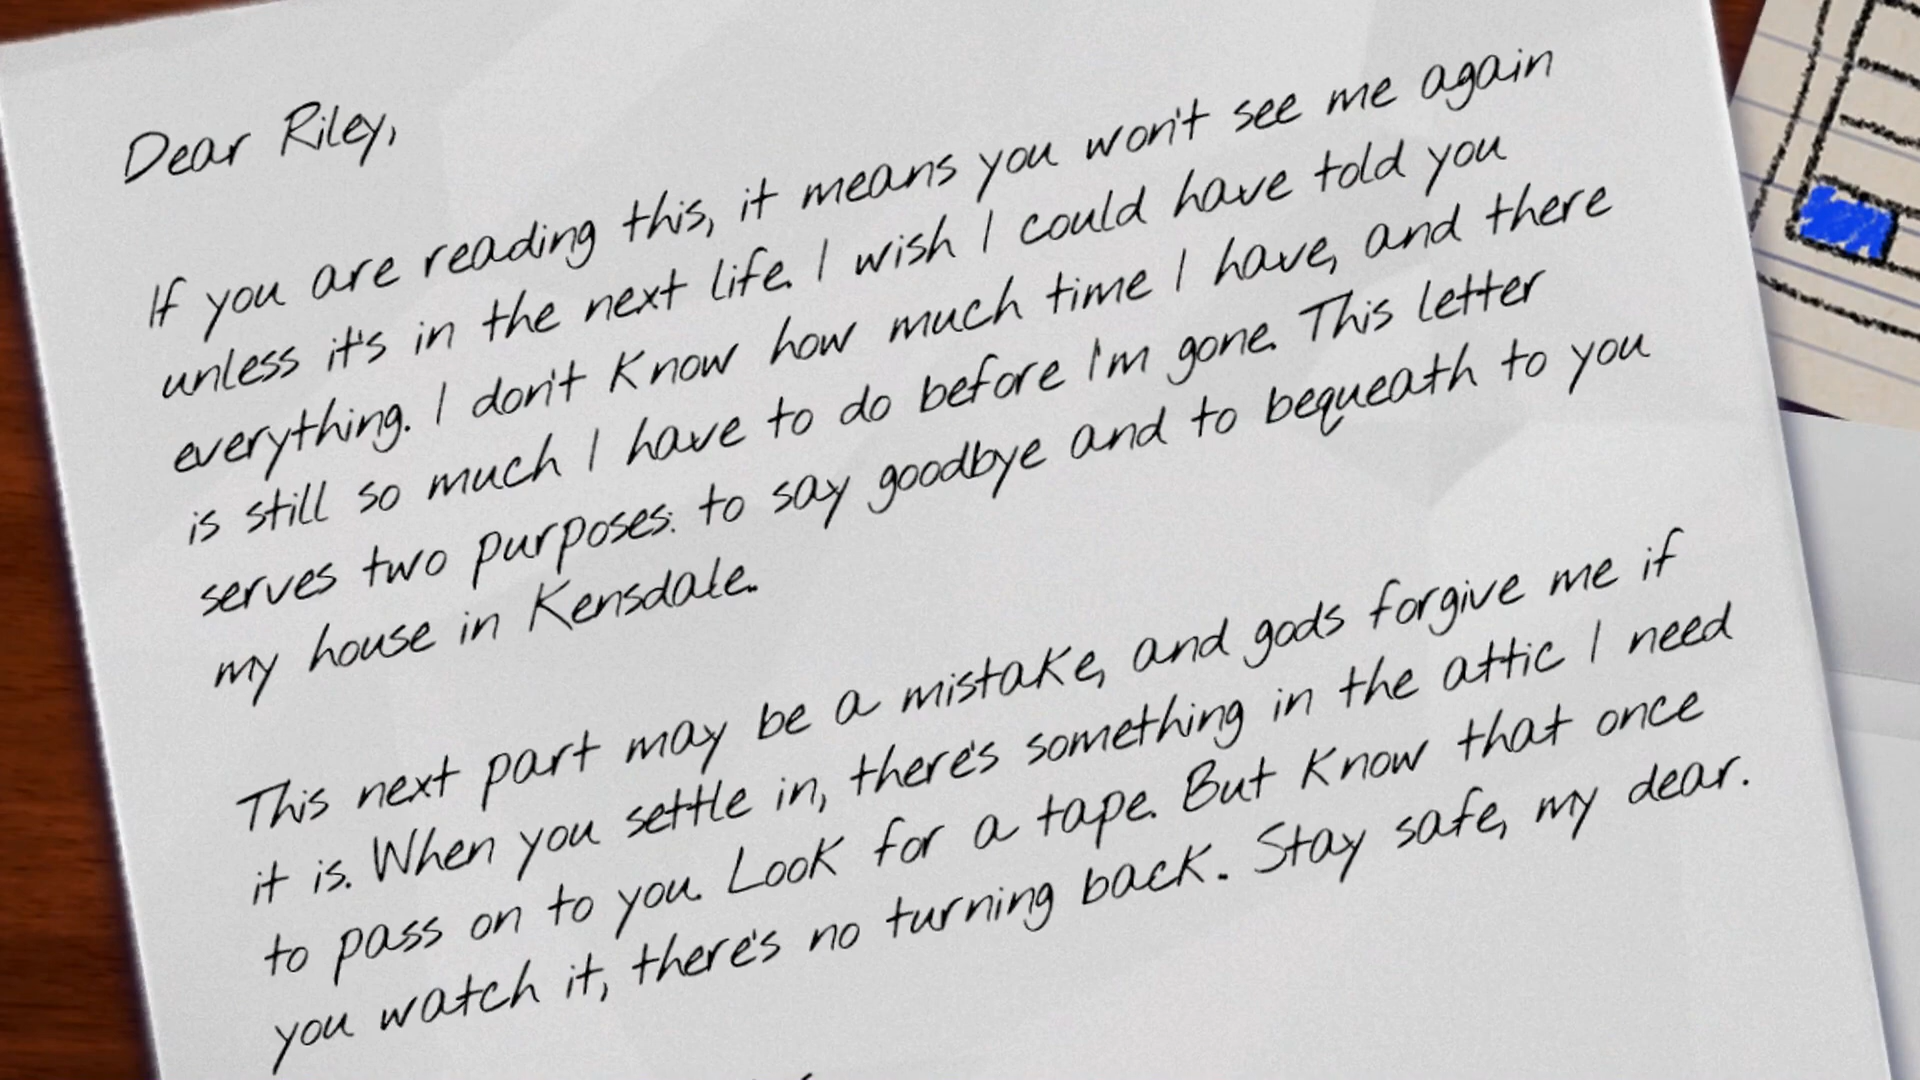 Dear Riley,
If you are reading this, it means you won't see me again
unless it's in the next life. I wish I could have told you
everything. I don't know how much time I have, and there
is still so much I have to do before I'm gone. This letter
serves two purposes: to say goodbye and to bequeath to you
my house in Kensdale.
This next part may be a mistake, and gods forgive me if
it is. When you settle in, there's something in the attic I need
to pass on to you. Look for a tape. But know that once
you watch it, there's no turning back. Stay safe, my dear.